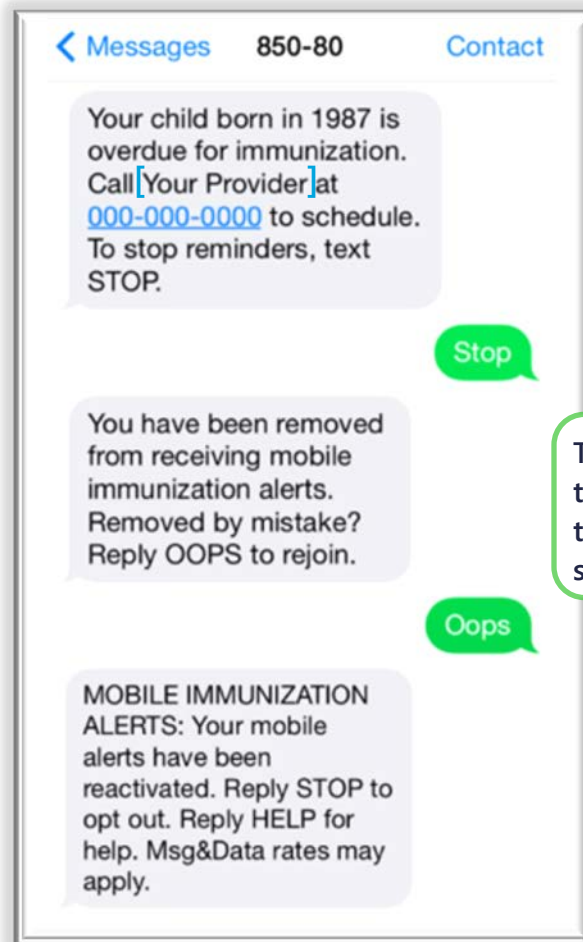 Messages 850-80 Contact
Your child born in 1987 is
overdue for immunization.
Call [Your Provider] at
000-000-0000 to schedule.
To stop reminders, text
STOP.
Stop
You have been removed
from receiving mobile
immunization alerts.
Removed by mistake?
Reply OOPS to rejoin.
Oops
MOBILE IMMUNIZATION
ALERTS: Your mobile
alerts have been
reactivated. Reply STOP to
opt out. Reply HELP for
help. Msg&Data rates may
apply.